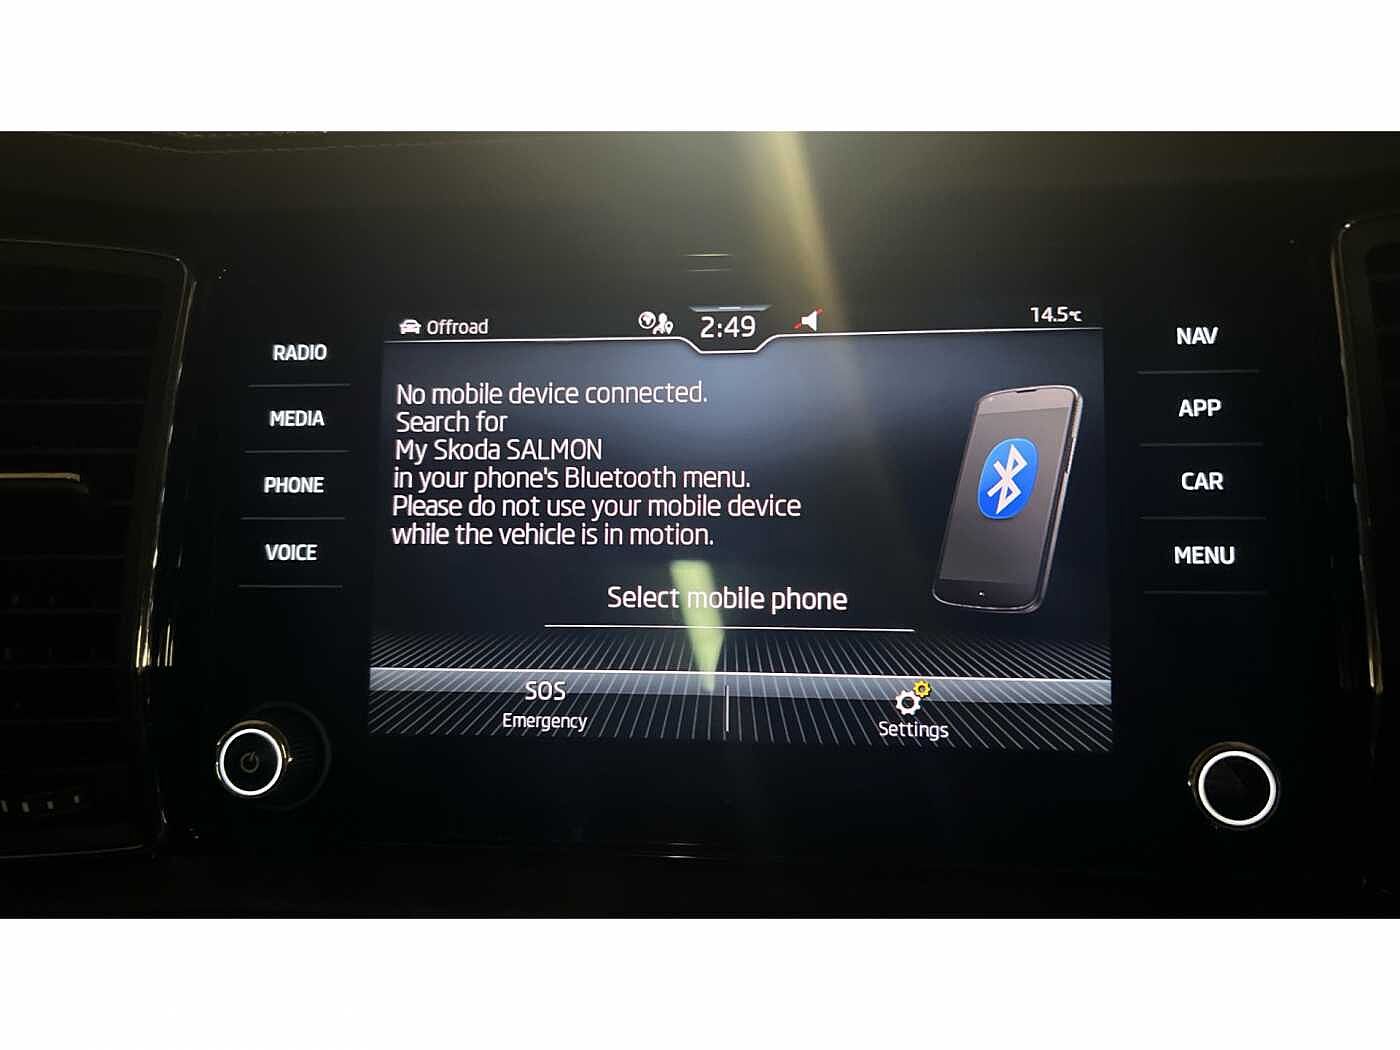 Offroad
2:49
14.5°C
RADIO
MEDIA
PHONE
VOICE
No mobile device connected.
Search for
My Skoda SALMON
in your phone's Bluetooth menu.
Please do not use your mobile device
while the vehicle is in motion.
Select mobile phone
SOS
Emergency
Settings
NAV
APP
CAR
MENU